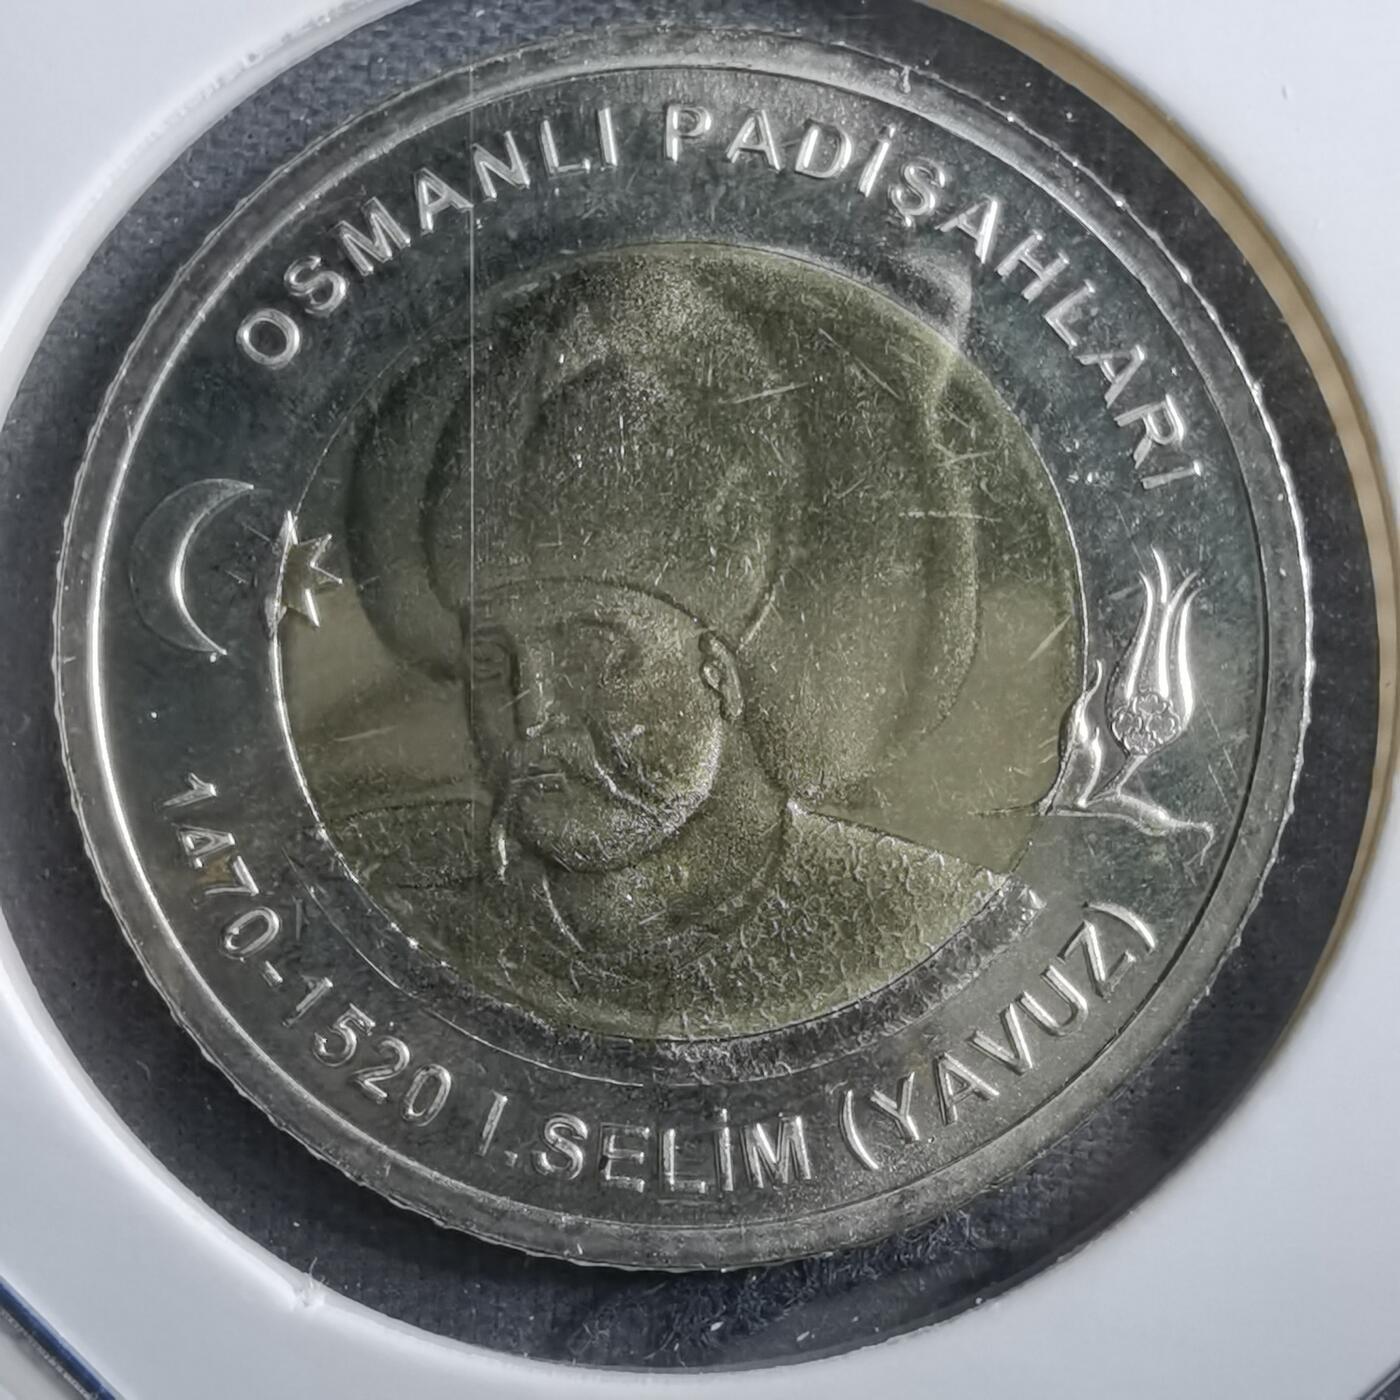 OSMANLI PADİŞAHLARI
1470-1520 I.SELİM (YAVUZ)